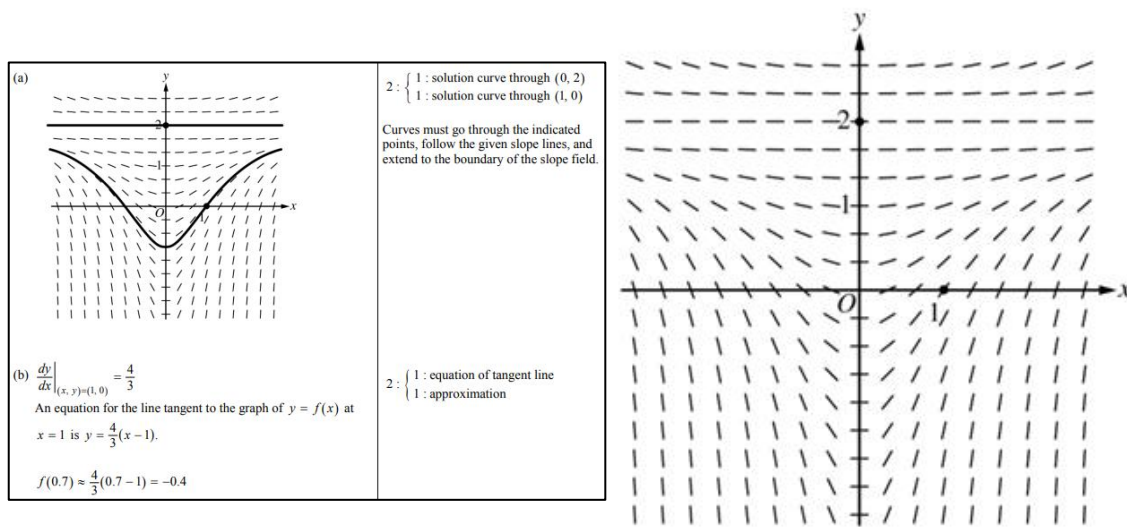 (a)
y
2
1
O
1
x
2 : { 1 : solution curve through (0, 2)
1 : solution curve through (1, 0)
Curves must go through the indicated
points, follow the given slope lines, and
extend to the boundary of the slope field.
(b) dy/dx|(x, y)=(1, 0) = 4/3
An equation for the line tangent to the graph of y = f(x) at
x = 1 is y = 4/3(x − 1).
f(0.7) ≈ 4/3(0.7 − 1) = −0.4
2 : { 1 : equation of tangent line
1 : approximation
y
2
1
O
1
x